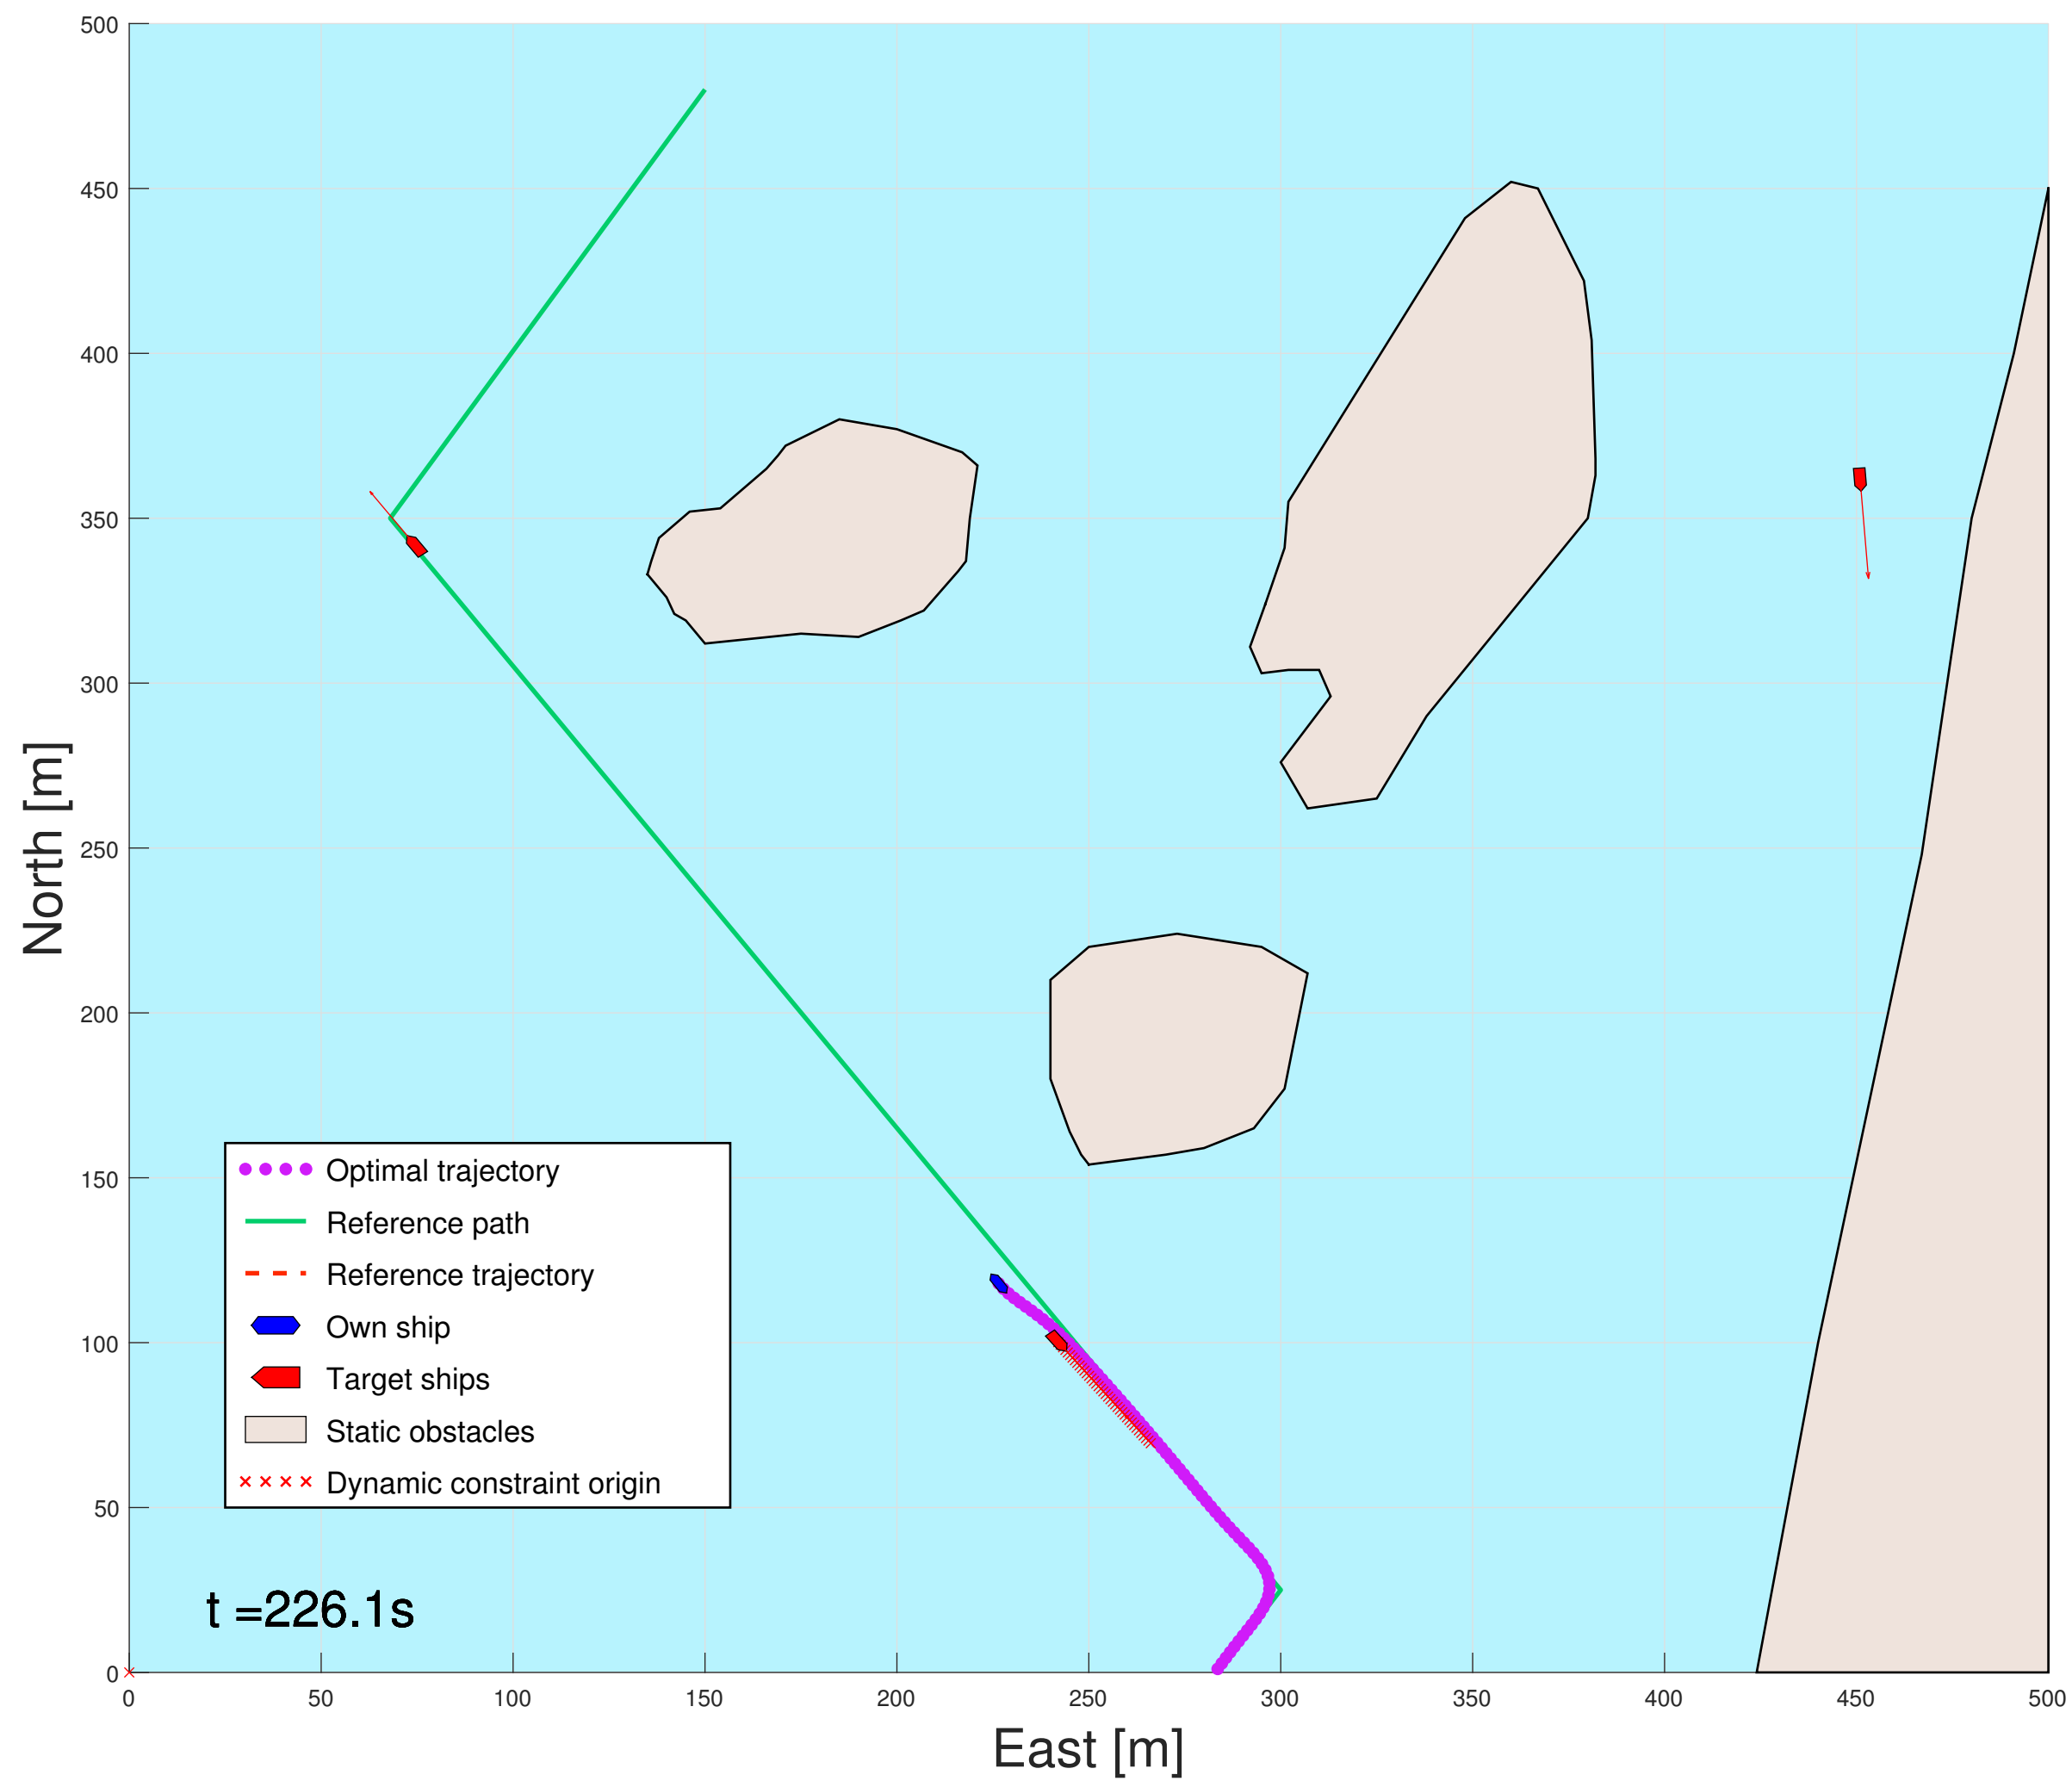 500
450
400
350
300
250
200
150
100
50
0
North [m]
Optimal trajectory
Reference path
Reference trajectory
Own ship
Target ships
Static obstacles
Dynamic constraint origin
t =226.1s
0 50 100 150 200 250 300 350 400 450 500
East [m]